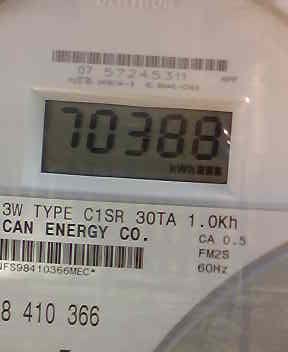 07 57245311
70388
kWh
3W TYPE C1SR 30TA 1.0Kh
CAN ENERGY CO.
CA 0.5
FM2S
NFS98410366MEC*
60Hz
8 410 366